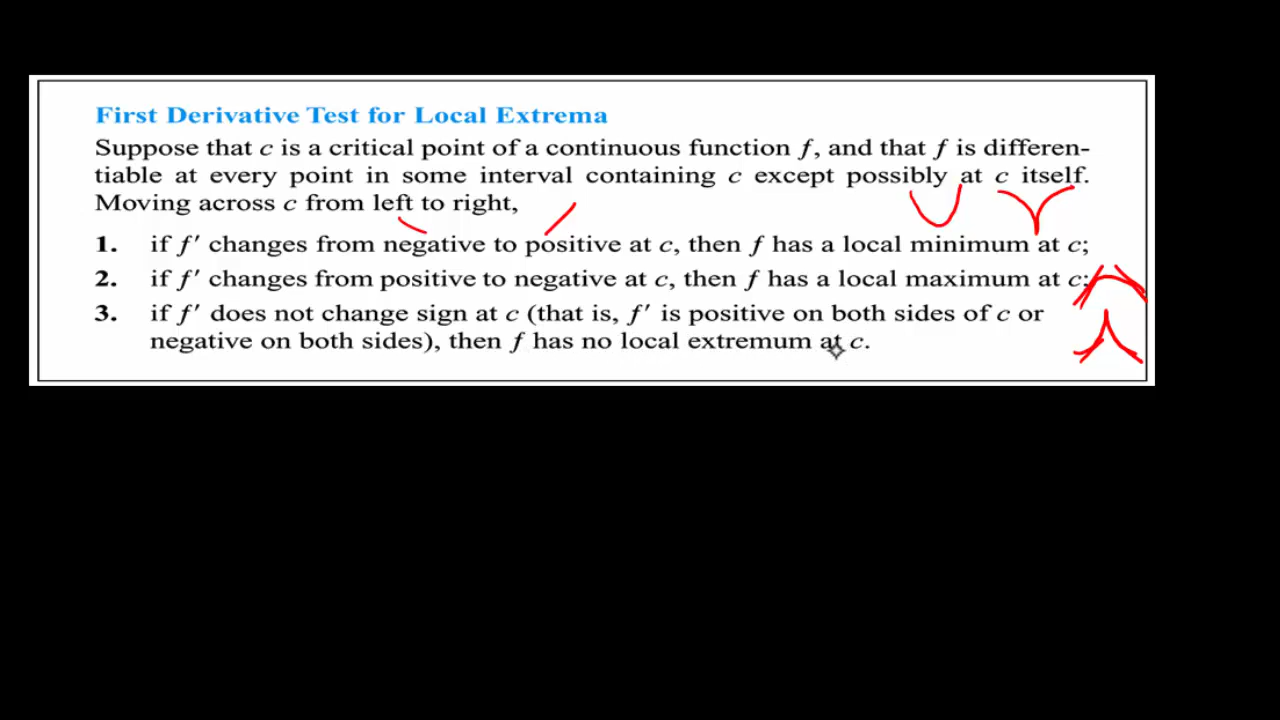 First Derivative Test for Local Extrema
Suppose that c is a critical point of a continuous function f, and that f is differen-
tiable at every point in some interval containing c except possibly at c itself.
Moving across c from left to right,
1. if f′ changes from negative to positive at c, then f has a local minimum at c;
2. if f′ changes from positive to negative at c, then f has a local maximum at c;
3. if f′ does not change sign at c (that is, f′ is positive on both sides of c or
negative on both sides), then f has no local extremum at c.